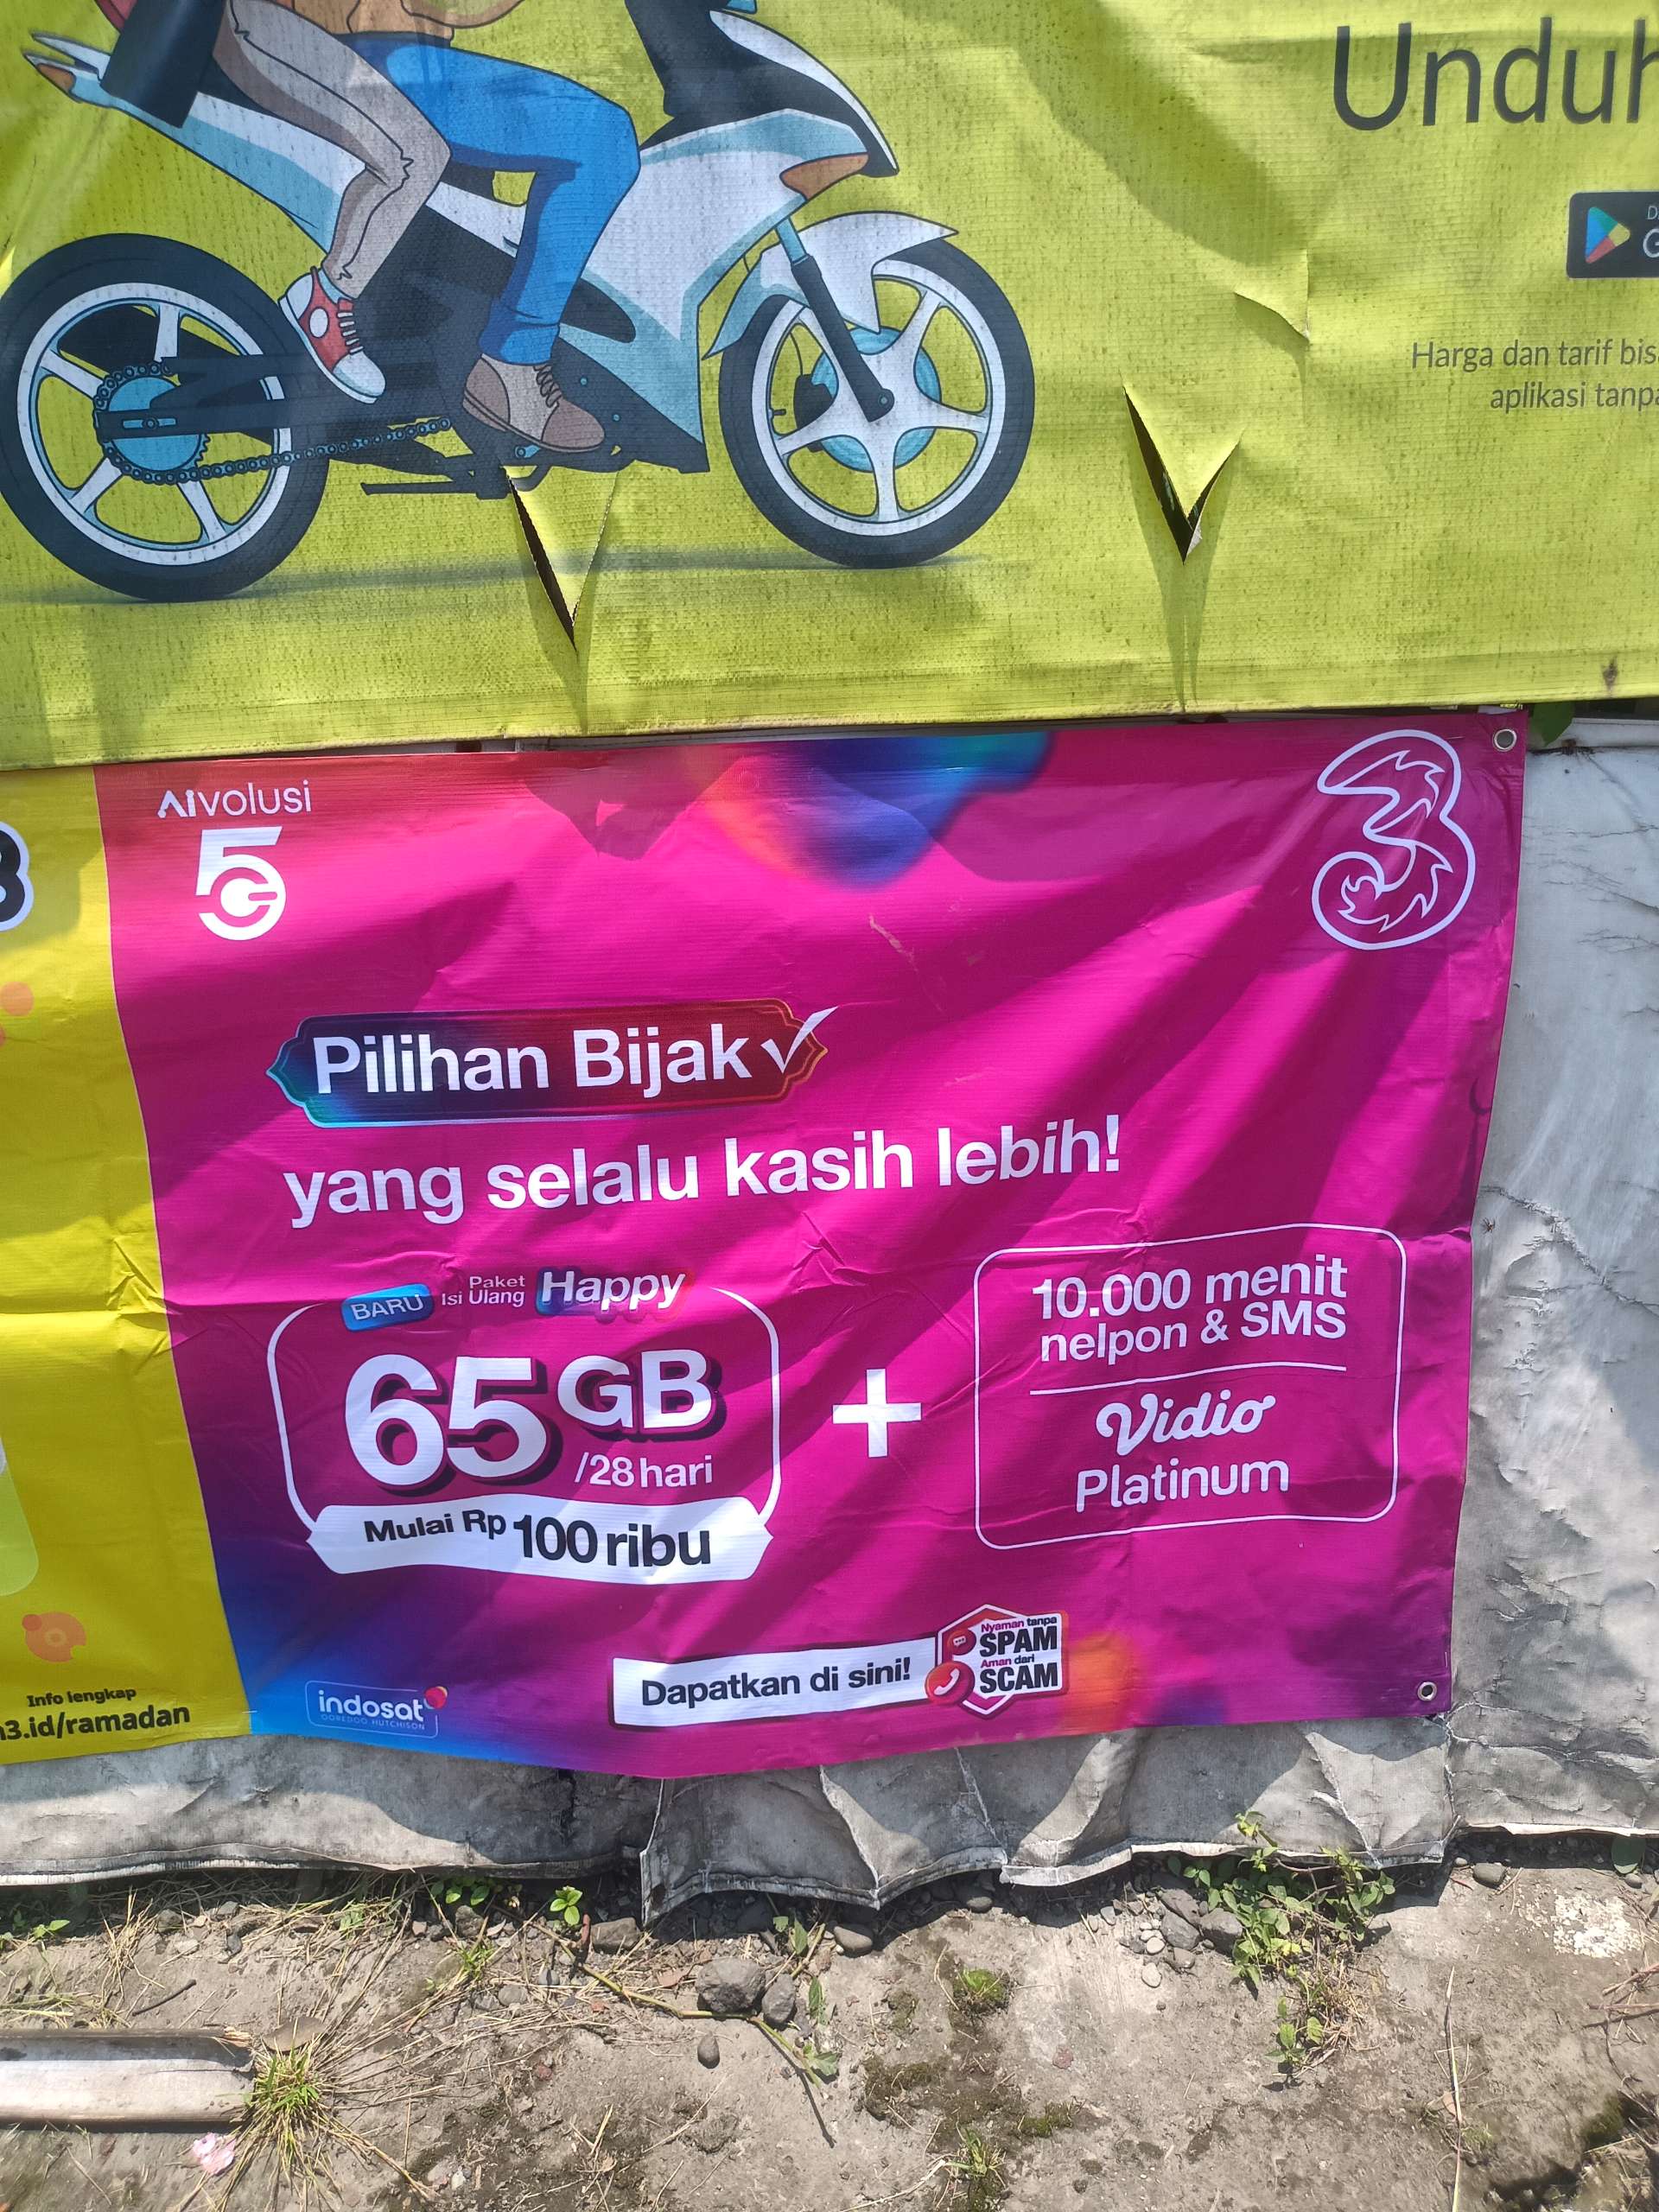 Unduh
Harga dan tarif
aplikasi
AIvolusi
5G
3
Pilihan Bijak
yang selalu kasih lebih!
BARU Paket Isi Ulang Happy
65 GB
/28 hari
Mulai Rp 100 ribu
+
10.000 menit
nelpon & SMS
Vidio
Platinum
Dapatkan di sini!
Nyaman tanpa
SPAM
Aman dari
SCAM
indosat
OOREDOO HUTCHISON
Info lengkap
3.id/ramadan